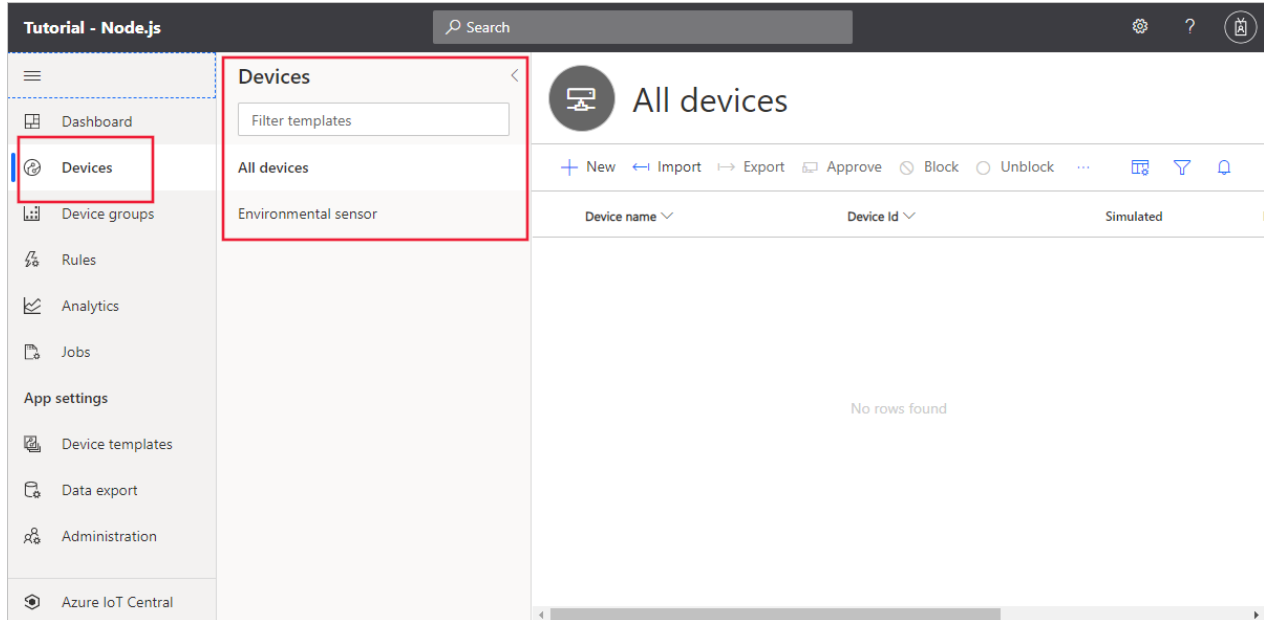 Tutorial - Node.js
Search
?
Dashboard
Devices
Device groups
Rules
Analytics
Jobs
App settings
Device templates
Data export
Administration
Azure IoT Central
Devices
Filter templates
All devices
Environmental sensor
All devices
New Import Export Approve Block Unblock ...
Device name Device Id Simulated
No rows found